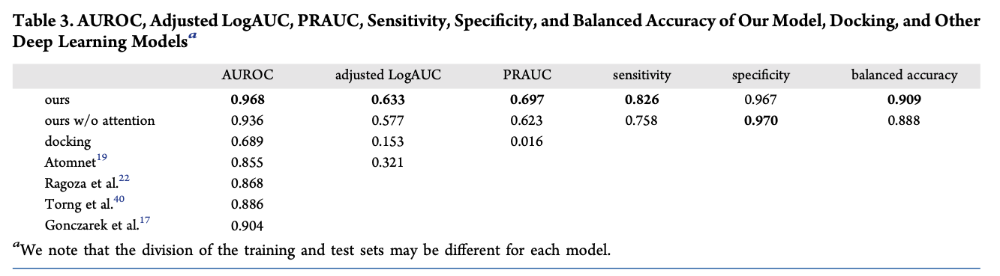 Table 3. AUROC, Adjusted LogAUC, PRAUC, Sensitivity, Specificity, and Balanced Accuracy of Our Model, Docking, and Other
Deep Learning Models^a
AUROC adjusted LogAUC PRAUC sensitivity specificity balanced accuracy
ours 0.968 0.633 0.697 0.826 0.967 0.909
ours w/o attention 0.936 0.577 0.623 0.758 0.970 0.888
docking 0.689 0.153 0.016
Atomnet^19 0.855 0.321
Ragoza et al.^22 0.868
Torng et al.^40 0.886
Gonczarek et al.^17 0.904
^aWe note that the division of the training and test sets may be different for each model.